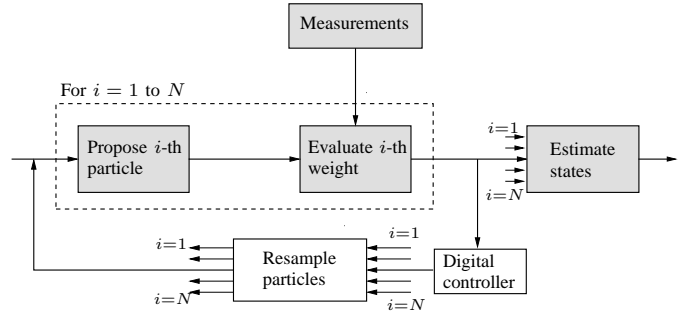 Measurements
For i = 1 to N
Propose i-th
particle
Evaluate i-th
weight
i=1
i=N
Estimate
states
i=1
i=N
Resample
particles
i=1
i=N
Digital
controller